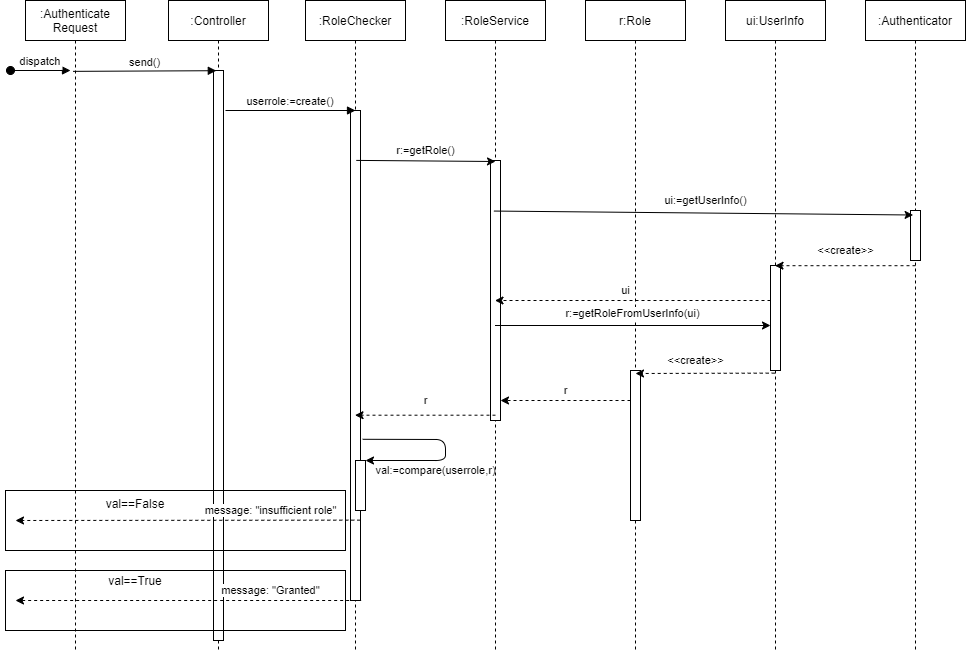 :Authenticate
Request
:Controller
:RoleChecker
:RoleService
r:Role
ui:UserInfo
:Authenticator
dispatch
send()
userrole:=create()
r:=getRole()
ui:=getUserInfo()
<<create>>
ui
r:=getRoleFromUserInfo(ui)
<<create>>
r
r
val:=compare(userrole,r)
val==False
message: "insufficient role"
val==True
message: "Granted"